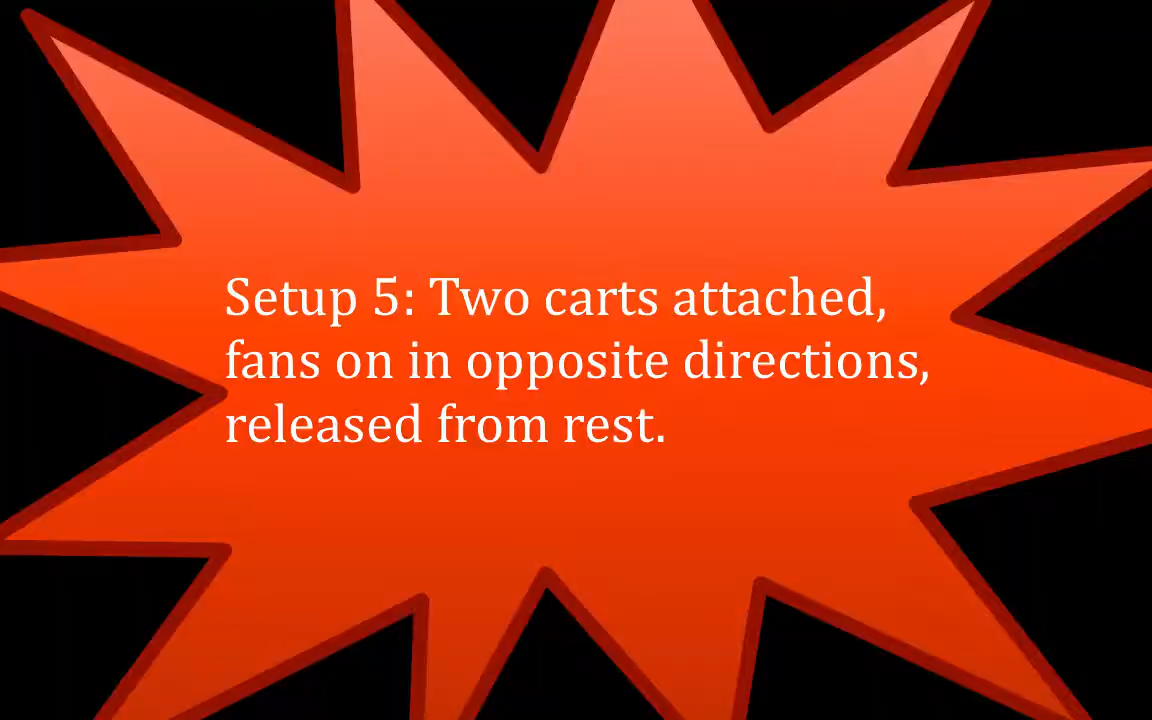 Setup 5: Two carts attached,
fans on in opposite directions,
released from rest.